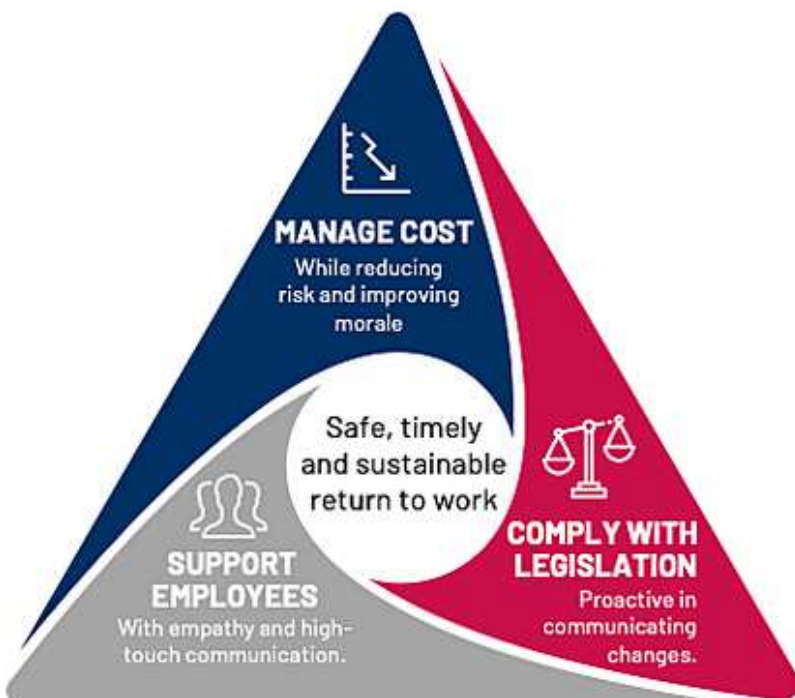 MANAGE COST
While reducing
risk and improving
morale
Safe, timely
and sustainable
return to work
SUPPORT
EMPLOYEES
With empathy and high-
touch communication.
COMPLY WITH
LEGISLATION
Proactive in
communicating
changes.